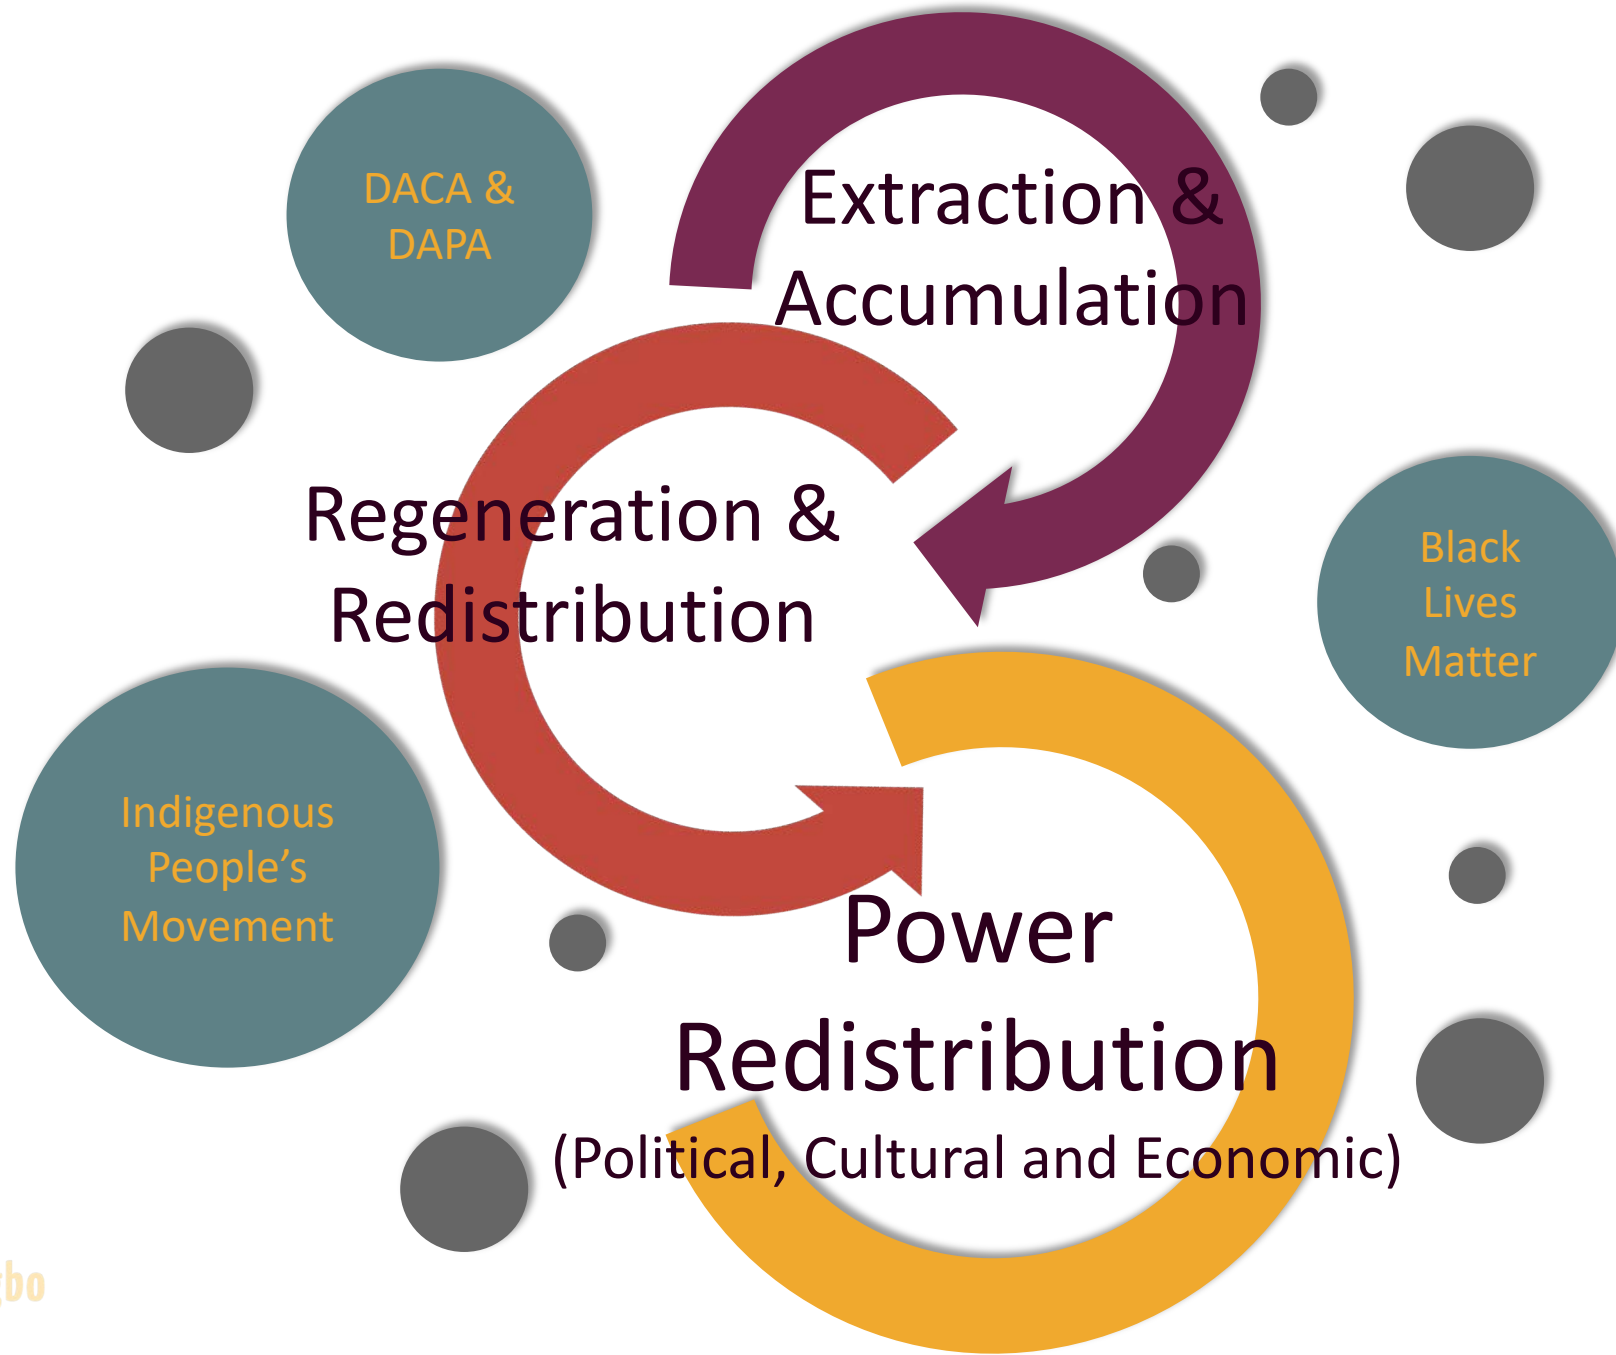 DACA &
DAPA
Extraction &
Accumulation
Regeneration &
Redistribution
Black
Lives
Matter
Indigenous
People’s
Movement
Power
Redistribution
(Political, Cultural and Economic)